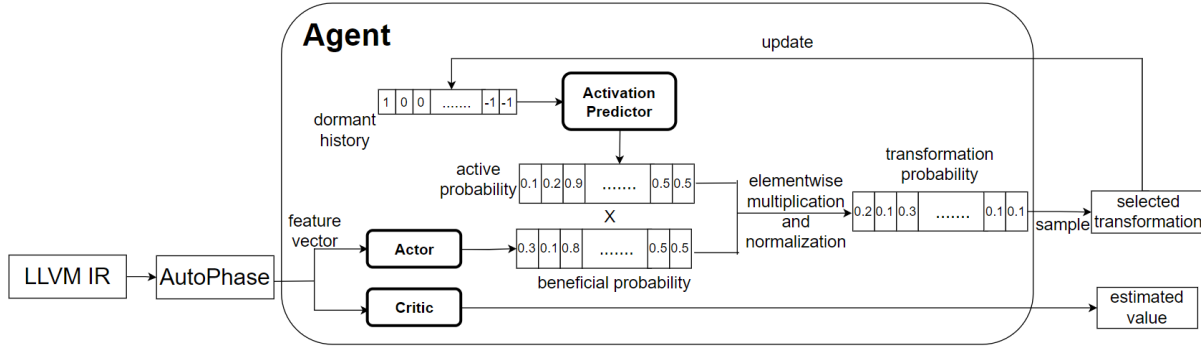 Agent
update
1 0 0 ....... -1 -1
Activation
Predictor
dormant
history
active
probability
0.1 0.2 0.9 ....... 0.5 0.5
X
elementwise
multiplication
and
normalization
transformation
probability
0.2 0.1 0.3 ....... 0.1 0.1
sample
selected
transformation
feature
vector
Actor
0.3 0.1 0.8 ....... 0.5 0.5
beneficial probability
LLVM IR
AutoPhase
Critic
estimated
value